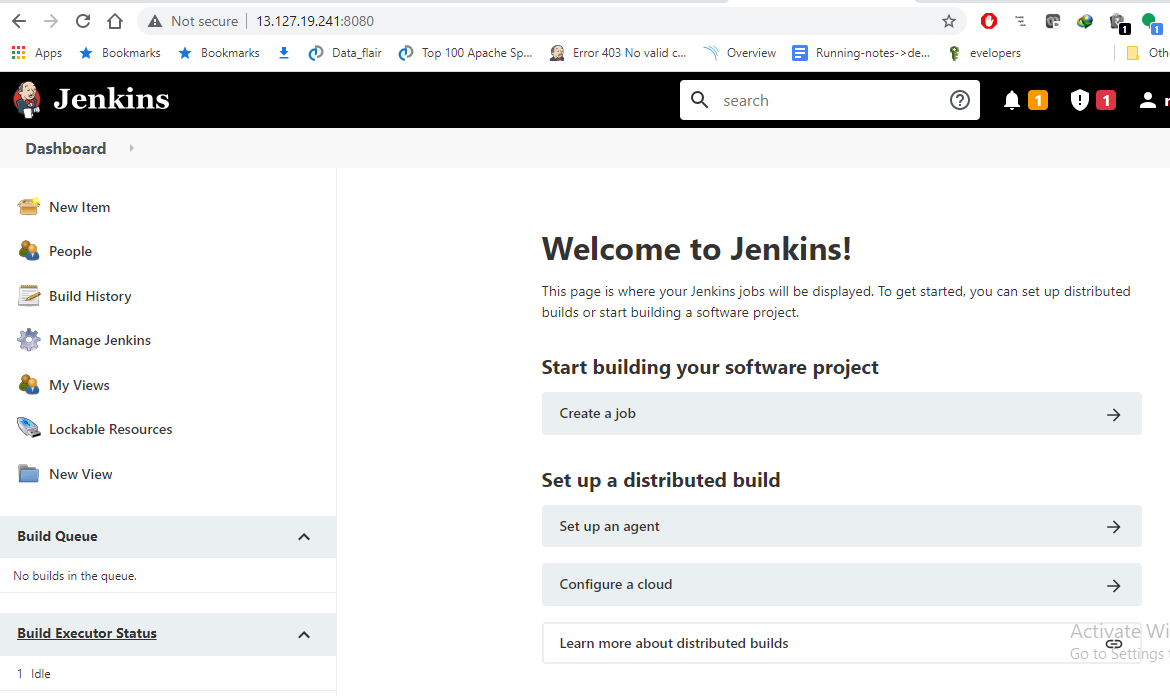 Not secure | 13.127.19.241:8080
1
1
Apps Bookmarks Bookmarks Data_flair Top 100 Apache Sp... Error 403 No valid c... Overview Running-notes->de... evelopers Oth
Jenkins
search
1
1
Dashboard
New Item
People
Build History
Manage Jenkins
My Views
Lockable Resources
New View
Build Queue
No builds in the queue.
Build Executor Status
1 Idle
Welcome to Jenkins!
This page is where your Jenkins jobs will be displayed. To get started, you can set up distributed
builds or start building a software project.
Start building your software project
Create a job
Set up a distributed build
Set up an agent
Configure a cloud
Learn more about distributed builds
Activate Wi
Go to Settings t